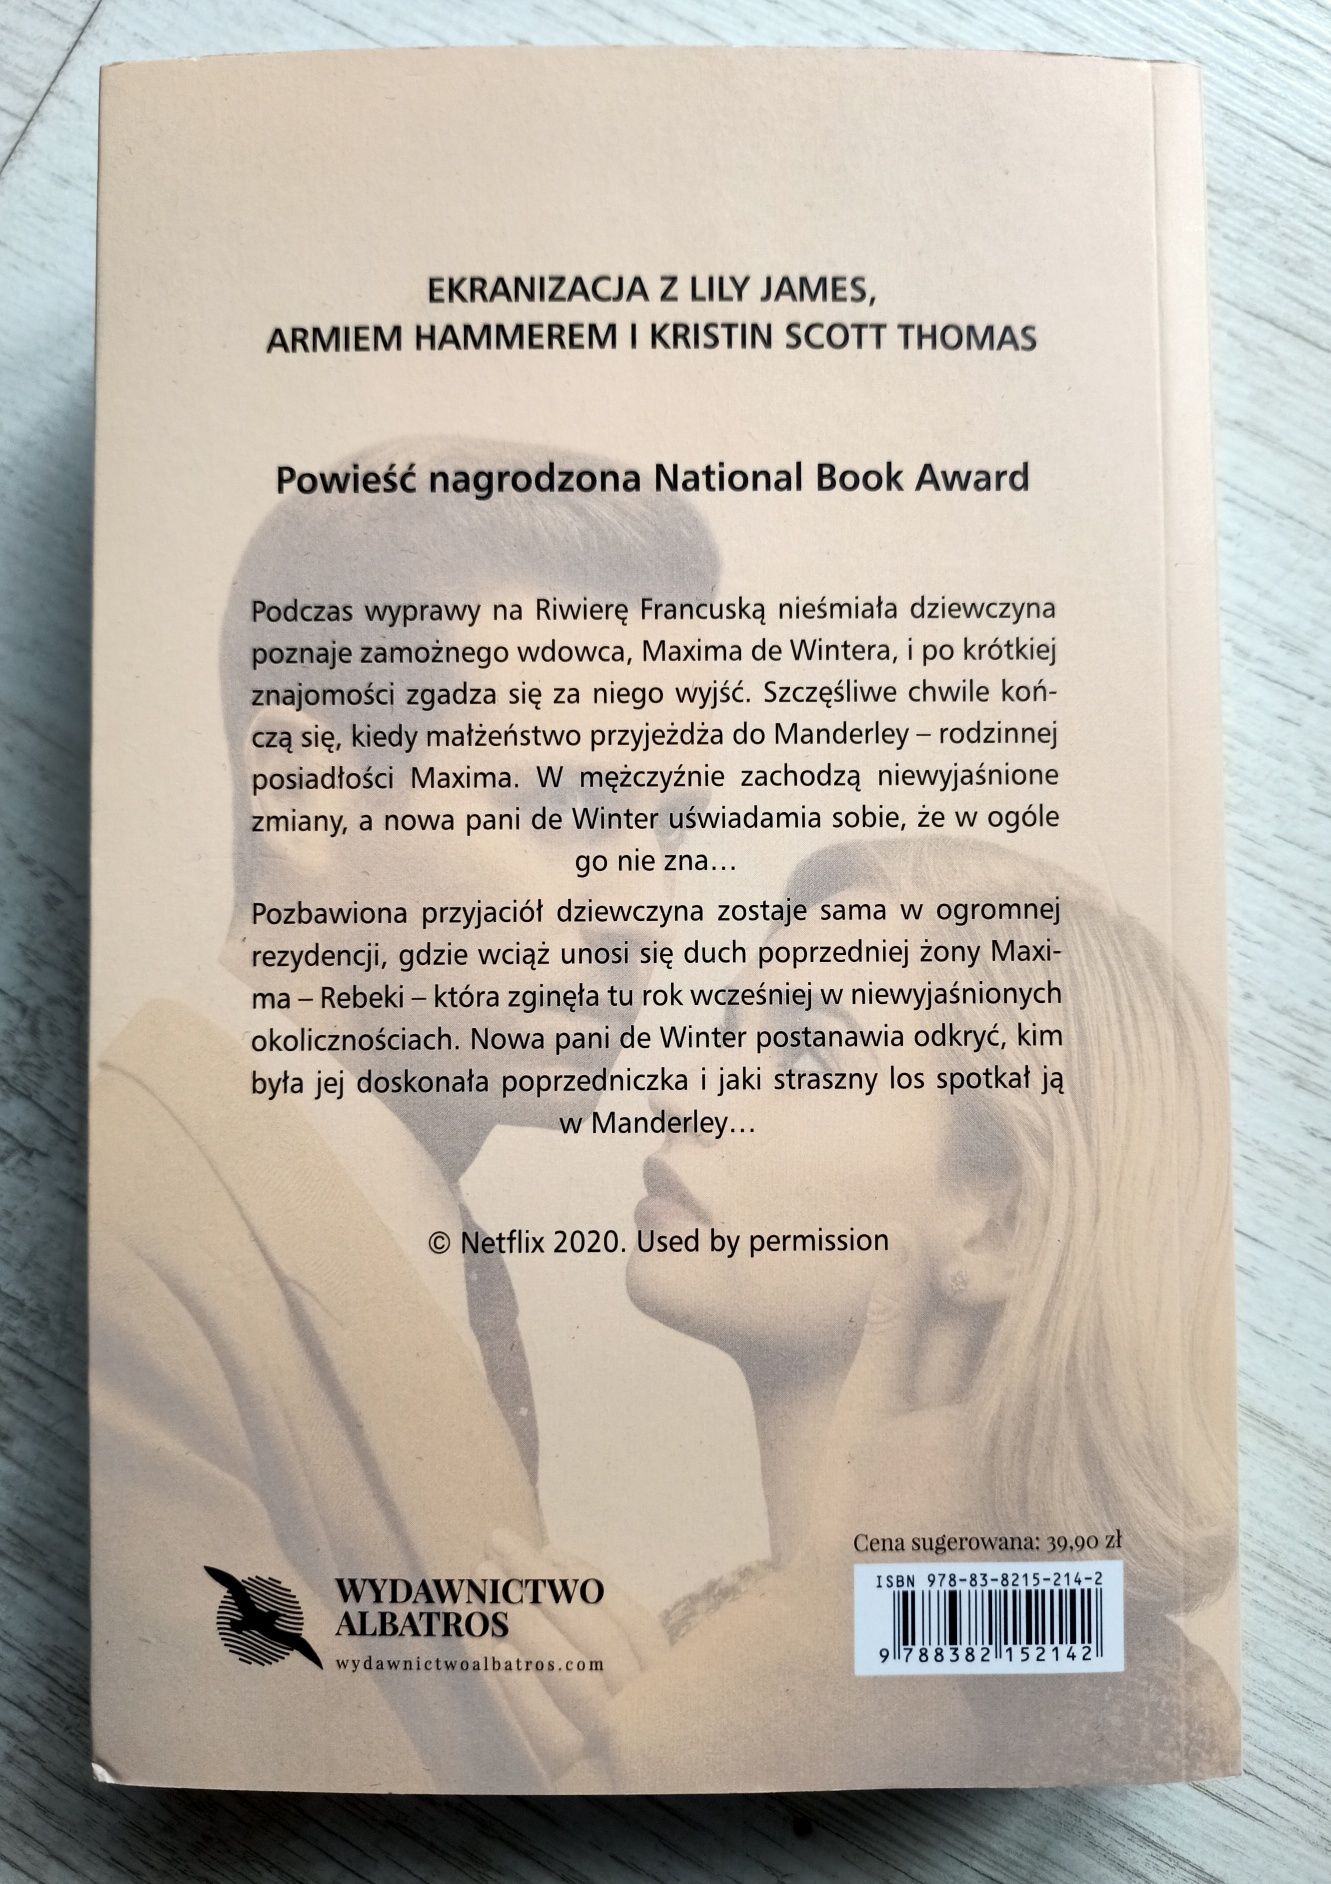 EKRANIZACJA Z LILY JAMES,
ARMIEM HAMMEREM I KRISTIN SCOTT THOMAS
Powieść nagrodzona National Book Award
Podczas wyprawy na Riwierę Francuską nieśmiała dziewczyna
poznaje zamożnego wdowca, Maxima de Wintera, i po krótkiej
znajomości zgadza się za niego wyjść. Szczęśliwe chwile koń-
czą się, kiedy małżeństwo przyjeżdża do Manderley – rodzinnej
posiadłości Maxima. W mężczyźnie zachodzą niewyjaśnione
zmiany, a nowa pani de Winter uświadamia sobie, że w ogóle
go nie zna…
Pozbawiona przyjaciół dziewczyna zostaje sama w ogromnej
rezydencji, gdzie wciąż unosi się duch poprzedniej żony Maxi-
ma – Rebeki – która zginęła tu rok wcześniej w niewyjaśnionych
okolicznościach. Nowa pani de Winter postanawia odkryć, kim
była jej doskonała poprzedniczka i jaki straszny los spotkał ją
w Manderley…
© Netflix 2020. Used by permission
WYDAWNICTWO
ALBATROS
wydawnictwoalbatros.com
Cena sugerowana: 39,90 zł
ISBN 978-83-8215-214-2
9 788382 152142